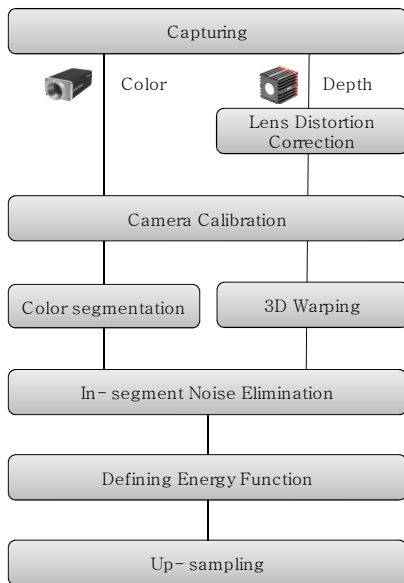 Capturing
Color
Depth
Lens Distortion
Correction
Camera Calibration
Color segmentation
3D Warping
In- segment Noise Elimination
Defining Energy Function
Up- sampling